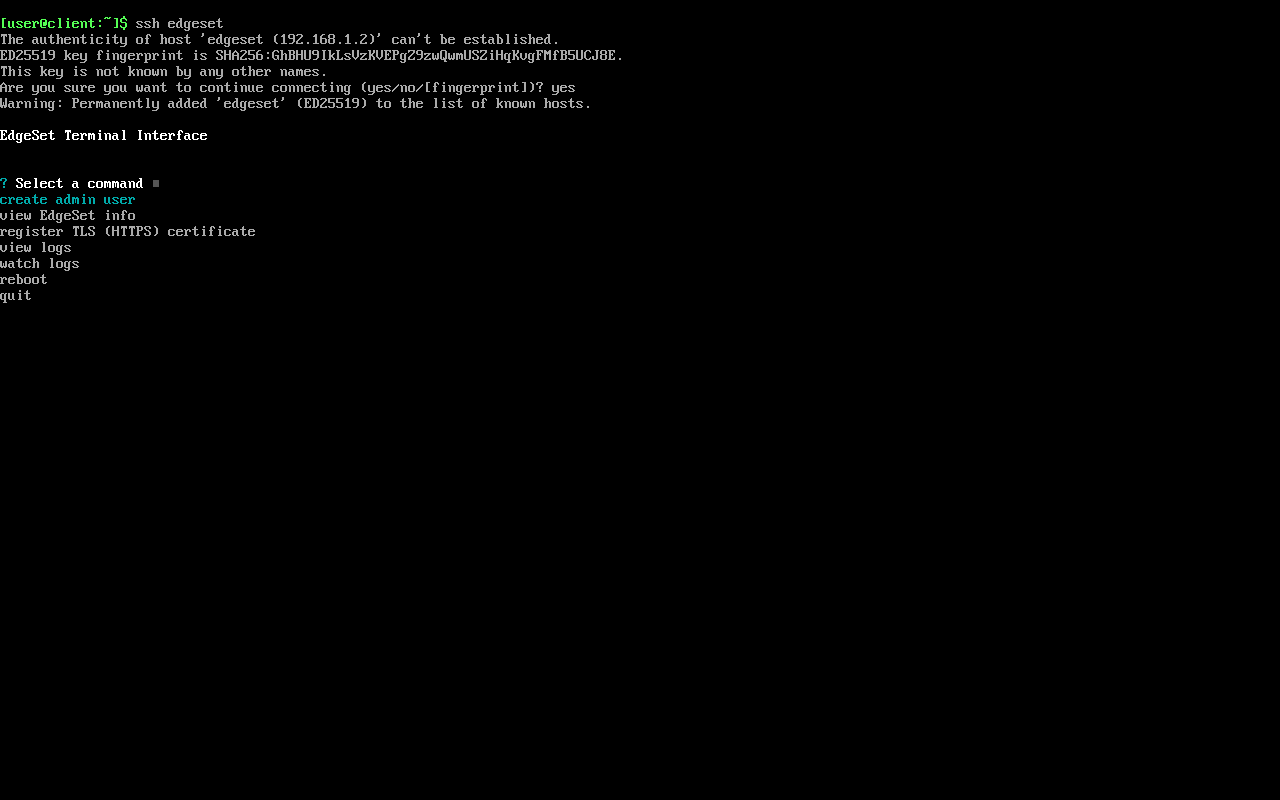 [user@client:~]$ ssh edgeset
The authenticity of host 'edgeset (192.168.1.2)' can't be established.
ED25519 key fingerprint is SHA256:GhBHU9IkLsVzKVEPgZ9zwQwmUSZiHqKvgFMfB5UCJ8E.
This key is not known by any other names.
Are you sure you want to continue connecting (yes/no/[fingerprint])? yes
Warning: Permanently added 'edgeset' (ED25519) to the list of known hosts.
EdgeSet Terminal Interface
? Select a command
create admin user
view EdgeSet info
register TLS (HTTPS) certificate
view logs
watch logs
reboot
quit